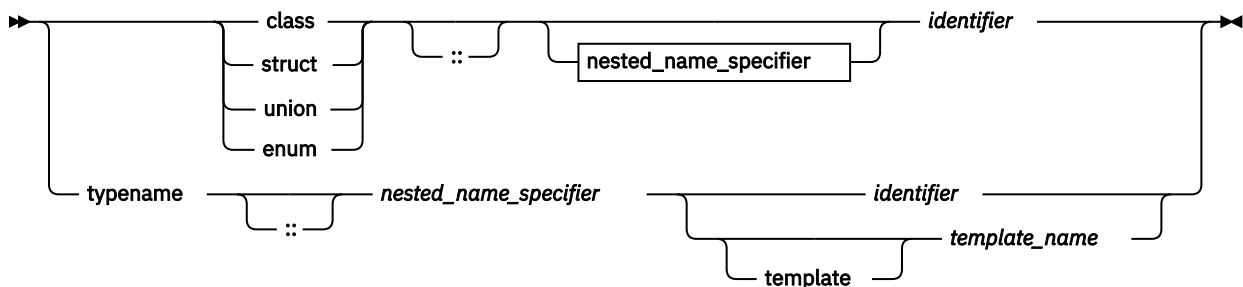 class :: identifier
struct nested_name_specifier
union
enum
typename :: nested_name_specifier identifier
template template_name